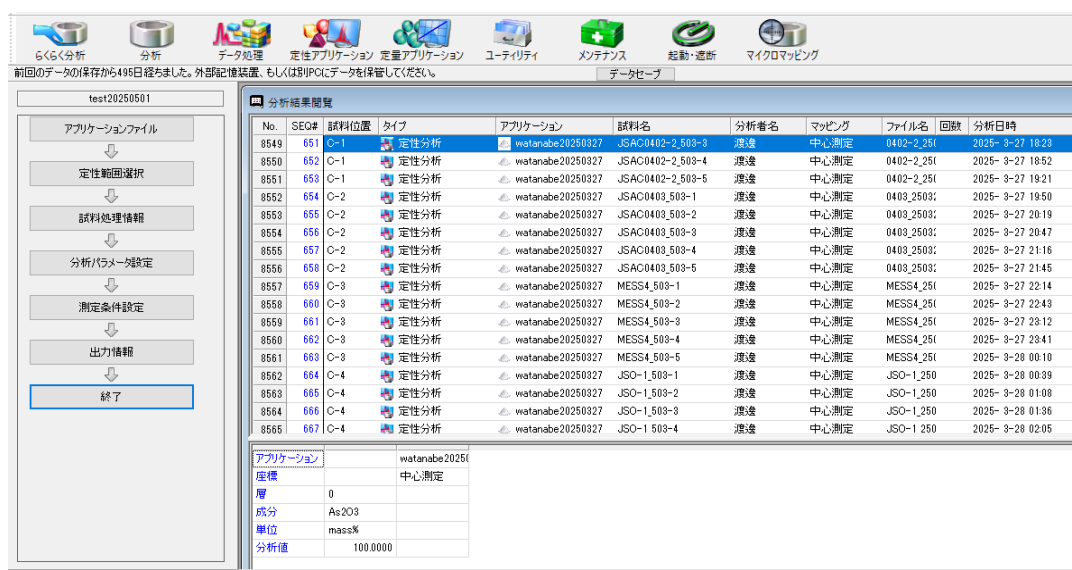 らくらく分析 分析 データ処理 定性アプリケーション 定量アプリケーション ユーティリティ メンテナンス 起動・遮断 マイクロマッピング
前回のデータの保存から495日経ちました。外部記憶装置、もしくは別PCにデータを保管してください。 データセーブ
test20250501
アプリケーションファイル
定性範囲選択
試料処理情報
分析パラメータ設定
測定条件設定
出力情報
終了
分析結果閲覧
No. SEQ# 試料位置 タイプ アプリケーション 試料名 分析者名 マッピング ファイル名 回数 分析日時
8549 651 C-1 定性分析 watanabe20250327 JSAC0402-2_503-3 渡邊 中心測定 0402-2_25( 2025- 3-27 18:23
8550 652 C-1 定性分析 watanabe20250327 JSAC0402-2_503-4 渡邊 中心測定 0402-2_25( 2025- 3-27 18:52
8551 653 C-1 定性分析 watanabe20250327 JSAC0402-2_503-5 渡邊 中心測定 0402-2_25( 2025- 3-27 19:21
8552 654 C-2 定性分析 watanabe20250327 JSAC0403_503-1 渡邊 中心測定 0403_2503: 2025- 3-27 19:50
8553 655 C-2 定性分析 watanabe20250327 JSAC0403_503-2 渡邊 中心測定 0403_2503: 2025- 3-27 20:19
8554 656 C-2 定性分析 watanabe20250327 JSAC0403_503-3 渡邊 中心測定 0403_2503: 2025- 3-27 20:47
8555 657 C-2 定性分析 watanabe20250327 JSAC0403_503-4 渡邊 中心測定 0403_2503: 2025- 3-27 21:16
8556 658 C-2 定性分析 watanabe20250327 JSAC0403_503-5 渡邊 中心測定 0403_2503: 2025- 3-27 21:45
8557 659 C-3 定性分析 watanabe20250327 MESS4_503-1 渡邊 中心測定 MESS4_25( 2025- 3-27 22:14
8558 660 C-3 定性分析 watanabe20250327 MESS4_503-2 渡邊 中心測定 MESS4_25( 2025- 3-27 22:43
8559 661 C-3 定性分析 watanabe20250327 MESS4_503-3 渡邊 中心測定 MESS4_25( 2025- 3-27 23:12
8560 662 C-3 定性分析 watanabe20250327 MESS4_503-4 渡邊 中心測定 MESS4_25( 2025- 3-27 23:41
8561 663 C-3 定性分析 watanabe20250327 MESS4_503-5 渡邊 中心測定 MESS4_25( 2025- 3-28 00:10
8562 664 C-4 定性分析 watanabe20250327 JSO-1_503-1 渡邊 中心測定 JSO-1_250 2025- 3-28 00:39
8563 665 C-4 定性分析 watanabe20250327 JSO-1_503-2 渡邊 中心測定 JSO-1_250 2025- 3-28 01:08
8564 666 C-4 定性分析 watanabe20250327 JSO-1_503-3 渡邊 中心測定 JSO-1_250 2025- 3-28 01:36
8565 667 C-4 定性分析 watanabe20250327 JSO-1 503-4 渡邊 中心測定 JSO-1 250 2025- 3-28 02:05
アプリケーション watanabe2025(
座標 中心測定
層 0
成分 As2O3
単位 mass%
分析値 100.0000